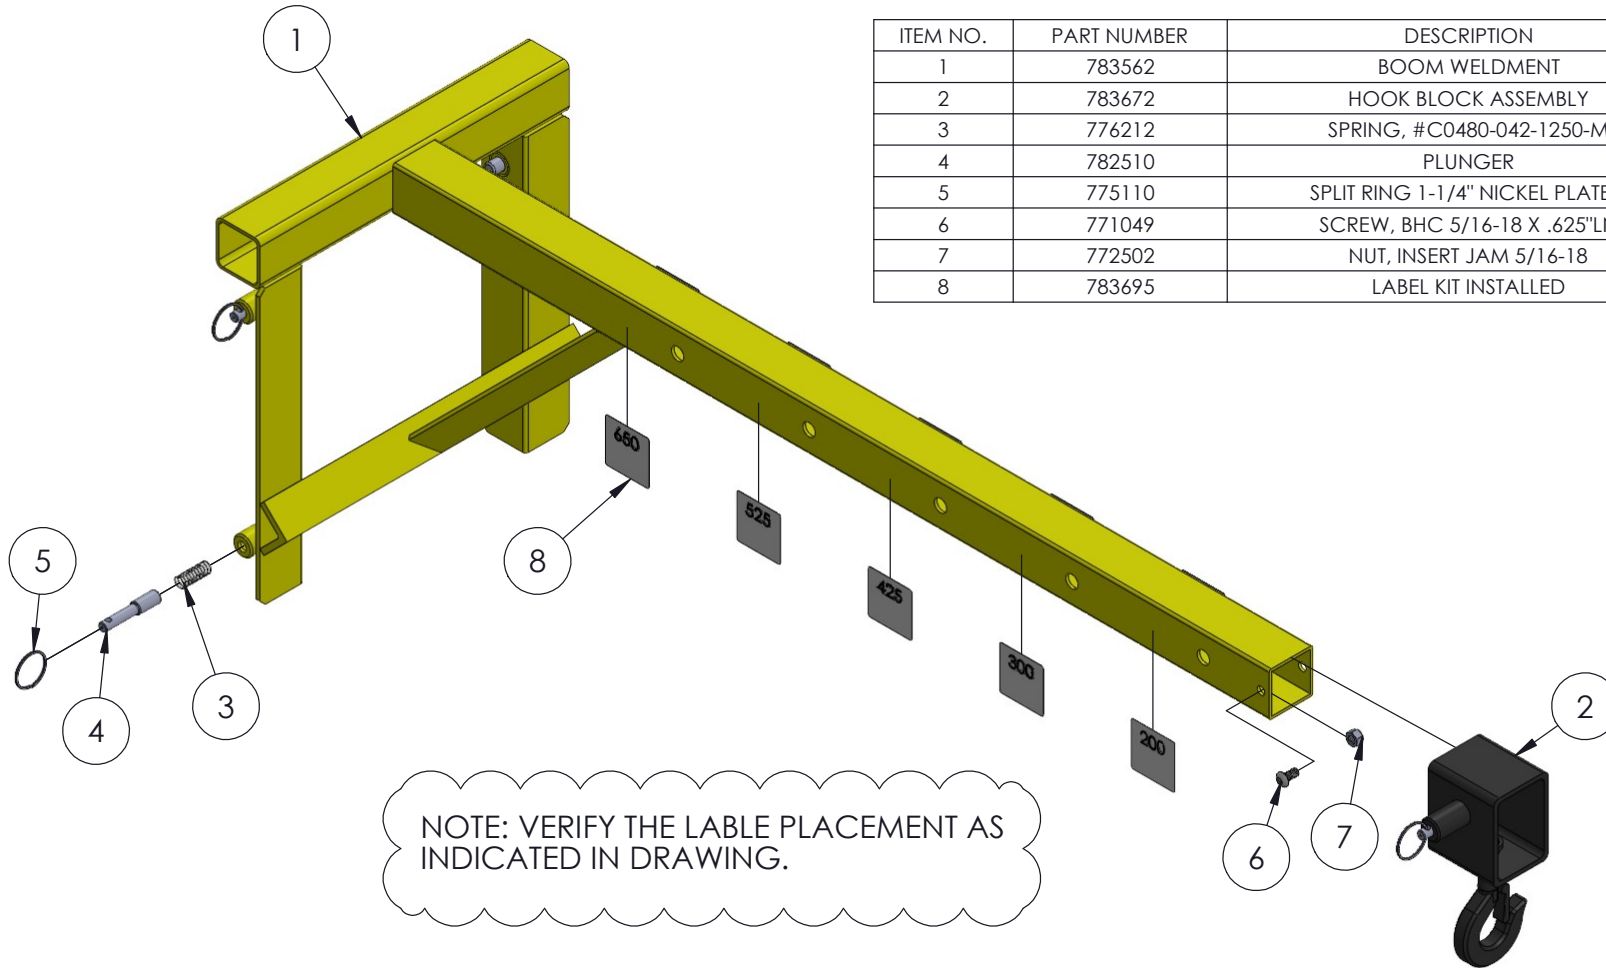 1
ITEM NO. PART NUMBER DESCRIPTION
1 783562 BOOM WELDMENT
2 783672 HOOK BLOCK ASSEMBLY
3 776212 SPRING, #C0480-042-1250-M
4 782510 PLUNGER
5 775110 SPLIT RING 1-1/4" NICKEL PLATE
6 771049 SCREW, BHC 5/16-18 X .625"L
7 772502 NUT, INSERT JAM 5/16-18
8 783695 LABEL KIT INSTALLED
650
525
8
5
425
300
3
4
200
2
7
6
NOTE: VERIFY THE LABLE PLACEMENT AS
INDICATED IN DRAWING.